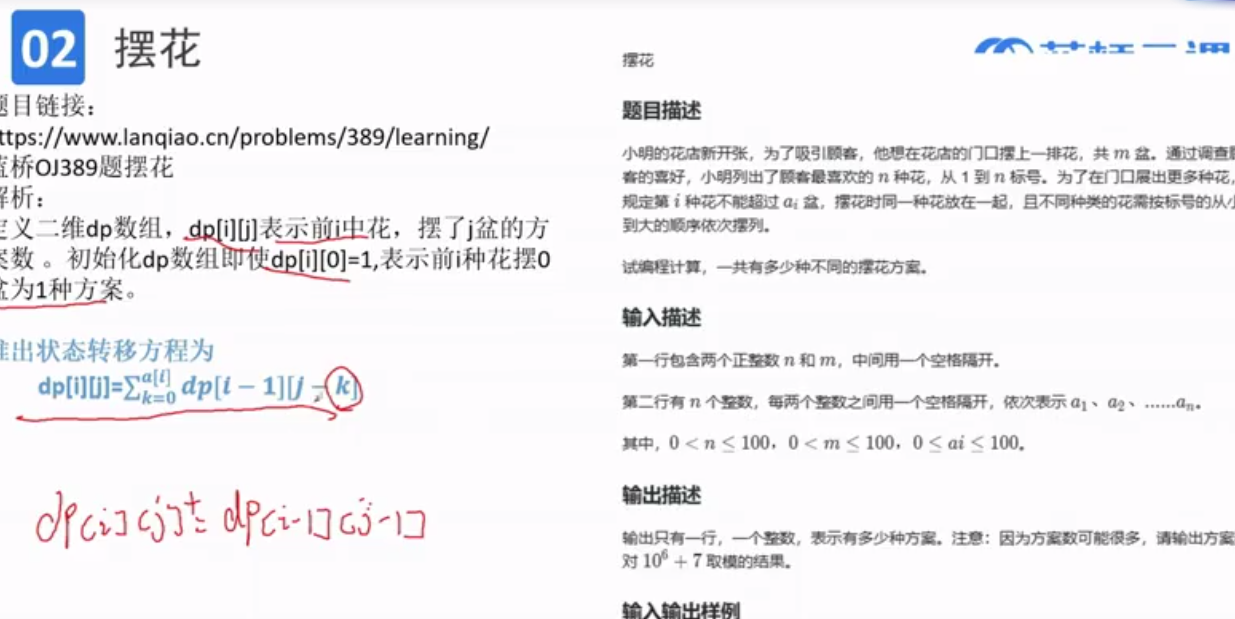 02 摆花
题目链接：
ttps://www.lanqiao.cn/problems/389/learning/
蓝桥OJ389题摆花
解析：
定义二维dp数组，dp[i][j]表示前i中花，摆了j盆的方
案数 。初始化dp数组即使dp[i][0]=1,表示前i种花摆0
盆为1种方案。
推出状态转移方程为
dp[i][j]=∑_{k=0}^{a[i]} dp[i − 1][j − k]
dp[i][j]+= dp[i-1][j-1]
摆花
题目描述
小明的花店新开张，为了吸引顾客，他想在花店的门口摆上一排花，共 m 盆。通过调查顾
客的喜好，小明列出了顾客最喜欢的 n 种花，从 1 到 n 标号。为了在门口展出更多种花，
规定第 i 种花不能超过 a_i 盆，摆花时同一种花放在一起，且不同种类的花需按标号的从小
到大的顺序依次摆列。
试编程计算，一共有多少种不同的摆花方案。
输入描述
第一行包含两个正整数 n 和 m，中间用一个空格隔开。
第二行有 n 个整数，每两个整数之间用一个空格隔开，依次表示 a_1、a_2、……a_n。
其中，0 < n ≤ 100，0 < m ≤ 100，0 ≤ ai ≤ 100。
输出描述
输出只有一行，一个整数，表示有多少种方案。注意：因为方案数可能很多，请输出方案
对 10^6 + 7 取模的结果。
输入输出样例